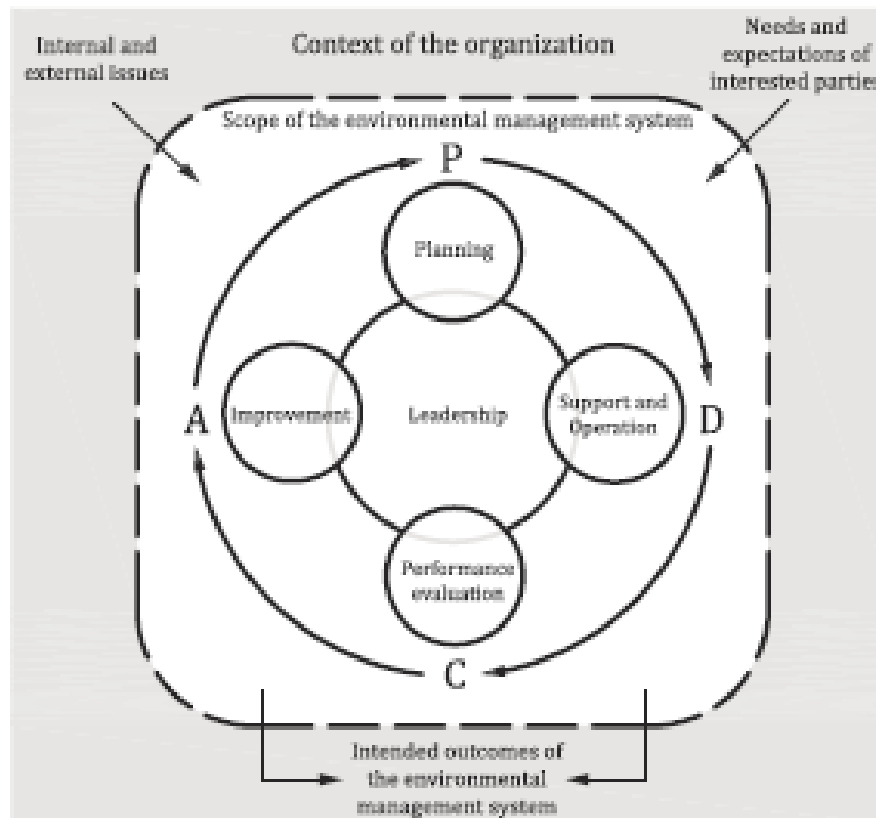 Internal and
external issues
Context of the organization
Needs and
expectations of
interested parties
Scope of the environmental management system
P
Planning
A
Improvement
Leadership
Support and
Operation
D
Performance
evaluation
C
Intended outcomes of
the environmental
management system